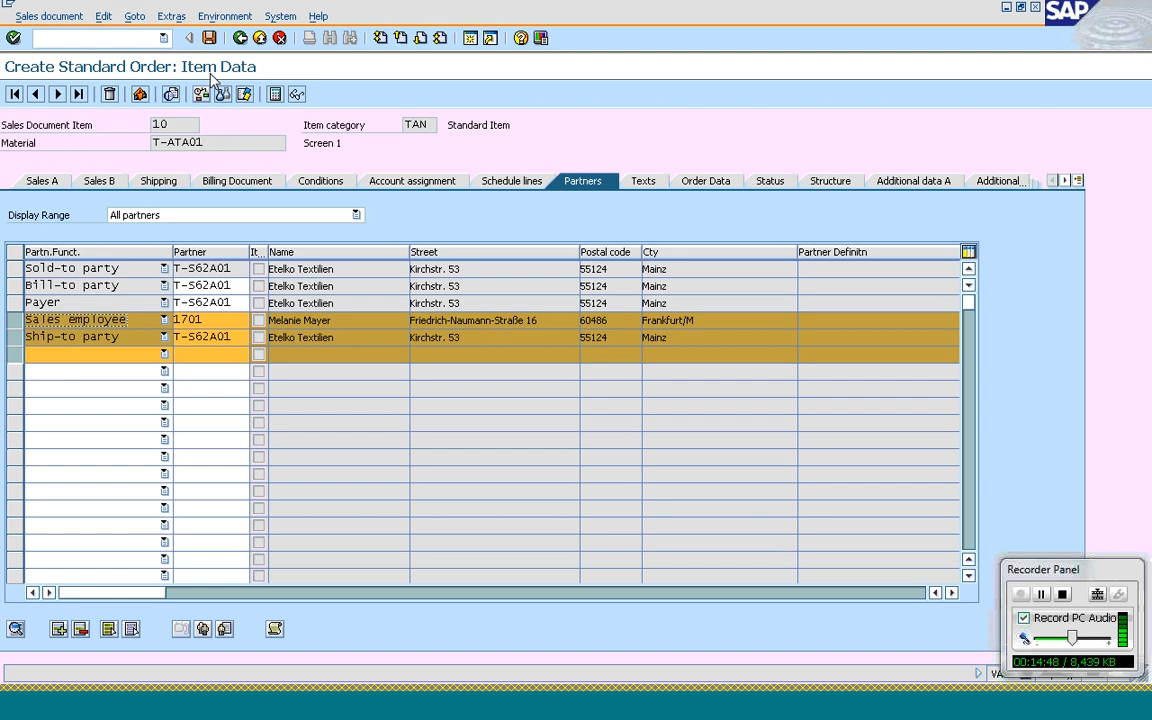 Sales document Edit Goto Extras Environment System Help
SAP
Create Standard Order: Item Data
Sales Document Item 10 Item category TAN Standard Item
Material T-ATA01 Screen 1
Sales A Sales B Shipping Billing Document Conditions Account assignment Schedule lines Partners Texts Order Data Status Structure Additional data A Additional...
Display Range All partners
Partn.Funct. Partner It... Name Street Postal code Cty Partner Definitn
Sold-to party T-S62A01 Etelko Textilien Kirchstr. 53 55124 Mainz
Bill-to party T-S62A01 Etelko Textilien Kirchstr. 53 55124 Mainz
Payer T-S62A01 Etelko Textilien Kirchstr. 53 55124 Mainz
Sales employee 1701 Melanie Mayer Friedrich-Naumann-Straße 16 60486 Frankfurt/M
Ship-to party T-S62A01 Etelko Textilien Kirchstr. 53 55124 Mainz
Recorder Panel
Record PC Audio
00:14:48 / 8,439 KB